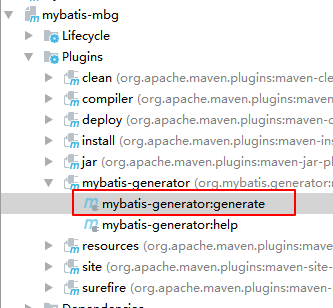 mybatis-mbg
Lifecycle
Plugins
clean (org.apache.maven.plugins:maven-cle
compiler (org.apache.maven.plugins:maven-
deploy (org.apache.maven.plugins:maven-c
install (org.apache.maven.plugins:maven-ins
jar (org.apache.maven.plugins:maven-jar-pl
mybatis-generator (org.mybatis.generator:
mybatis-generator:generate
mybatis-generator:help
resources (org.apache.maven.plugins:mave
site (org.apache.maven.plugins:maven-site-
surefire (org.apache.maven.plugins:maven-
Dependencies